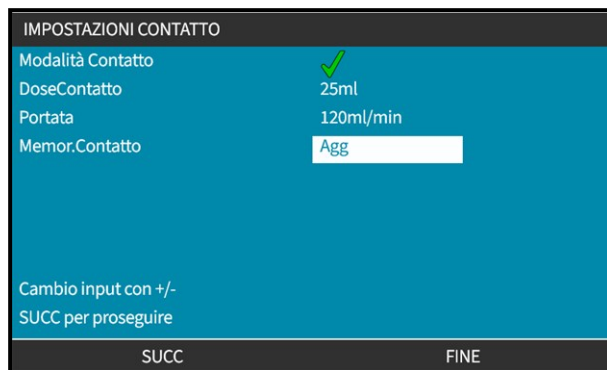 IMPOSTAZIONI CONTATTO
Modalità Contatto
DoseContatto 25ml
Portata 120ml/min
Memor.Contatto Agg
Cambio input con +/-
SUCC per proseguire
SUCC FINE